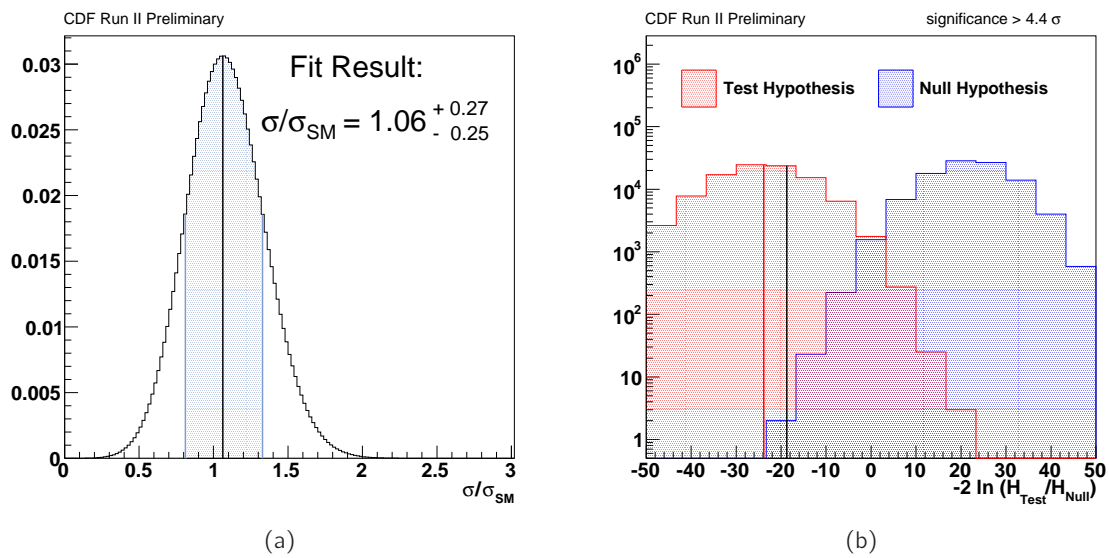 CDF Run II Preliminary
Fit Result:
σ/σSM = 1.06 + 0.27 - 0.25
0.03
0.025
0.02
0.015
0.01
0.005
0
0 0.5 1 1.5 2 2.5 3
σ/σSM
(a)
CDF Run II Preliminary significance > 4.4 σ
Test Hypothesis Null Hypothesis
10^6
10^5
10^4
10^3
10^2
10
1
-50 -40 -30 -20 -10 0 10 20 30 40 50
-2 ln (HTest/HNull)
(b)